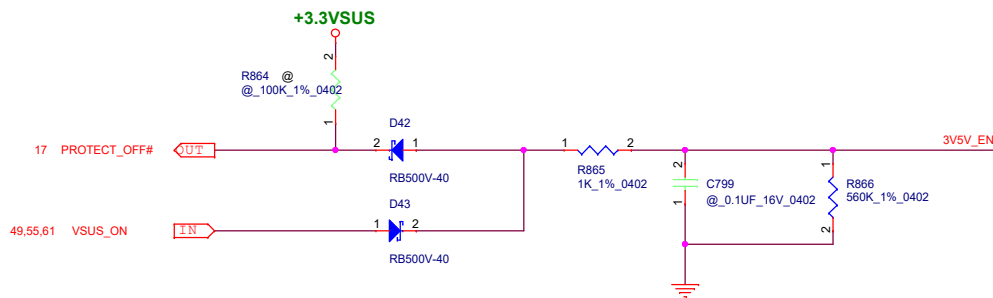 +3.3VSUS
2
R864 @
@_100K_1%_0402
1
D42
17 PROTECT_OFF# OUT 2 1 1 2 3V5V_EN
RB500V-40
R865
1K_1%_0402
2
1
C799
@_0.1UF_16V_0402
1
R866
560K_1%_0402
2
D43
49,55,61 VSUS_ON IN 1 2
RB500V-40